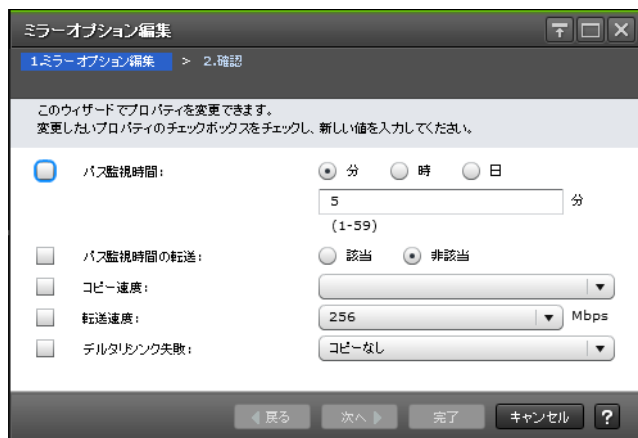 ミラーオプション編集
1.ミラーオプション編集 > 2.確認
このウィザードでプロパティを変更できます。
変更したいプロパティのチェックボックスをチェックし、新しい値を入力してください。
パス監視時間: 分 時 日
5 分
(1-59)
パス監視時間の転送: 該当 非該当
コピー速度:
転送速度: 256 Mbps
デルタリシンク失敗: コピーなし
戻る 次へ 完了 キャンセル ?